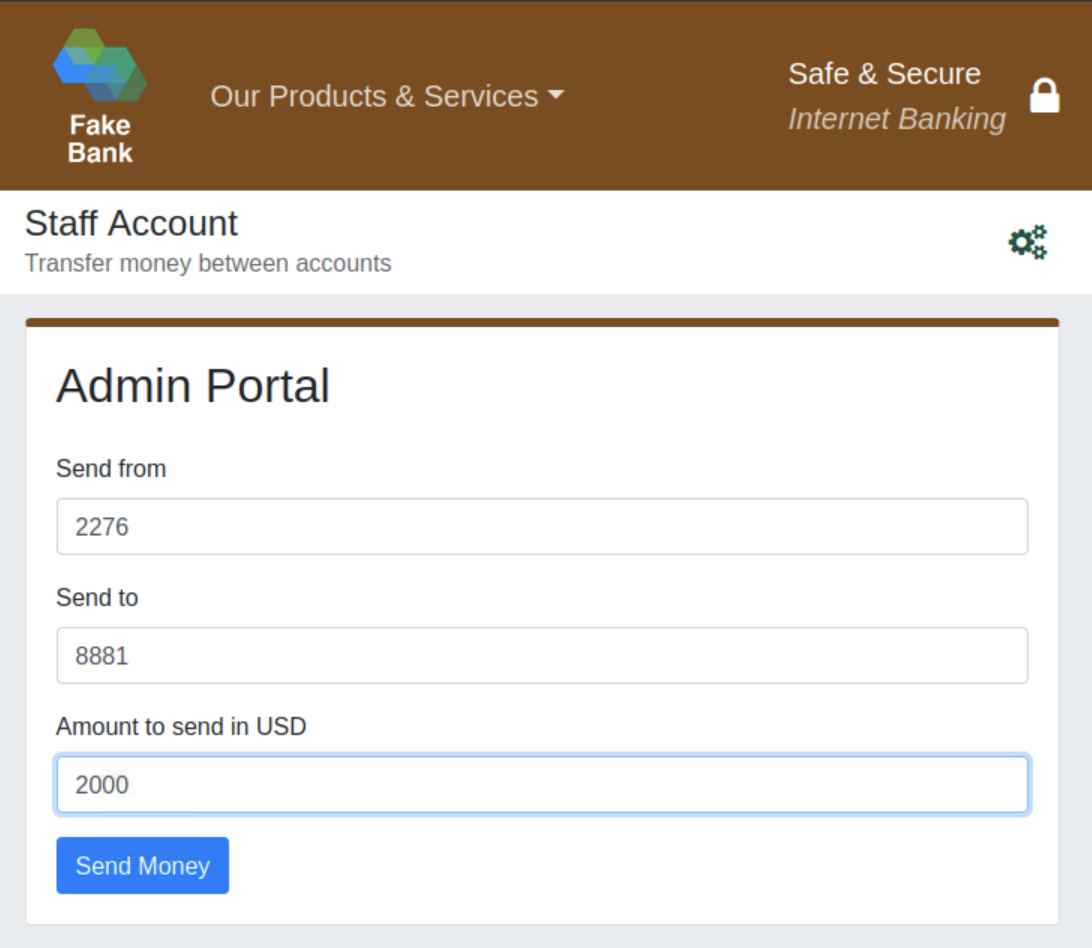 Fake
Bank
Our Products & Services
Safe & Secure
Internet Banking
Staff Account
Transfer money between accounts
Admin Portal
Send from
2276
Send to
8881
Amount to send in USD
2000
Send Money